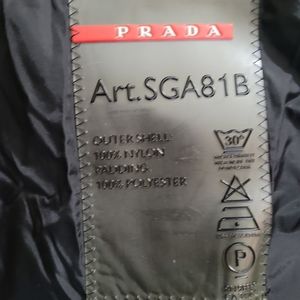 PRADA
Art.SGA81B
OUTER SHELL:
100% NYLON
PADDING:
100% POLYESTER
30°
P